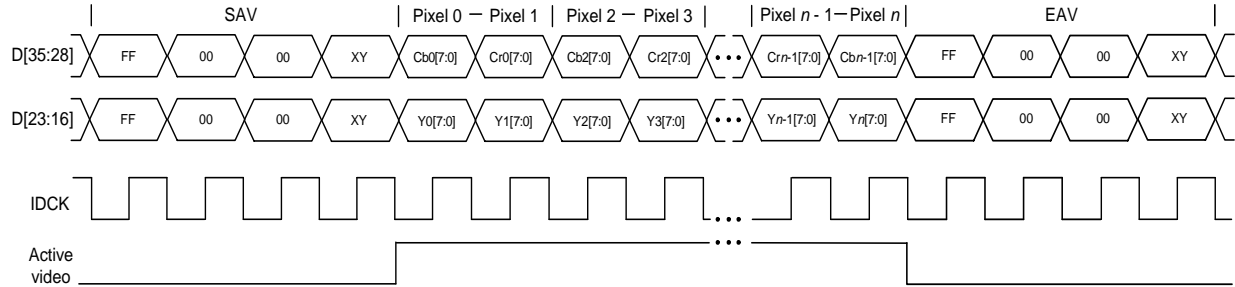 SAV Pixel 0 — Pixel 1 Pixel 2 — Pixel 3 Pixel n - 1—Pixel n EAV
D[35:28] FF 00 00 XY Cb0[7:0] Cr0[7:0] Cb2[7:0] Cr2[7:0] ••• Crn-1[7:0] Cbn-1[7:0] FF 00 00 XY
D[23:16] FF 00 00 XY Y0[7:0] Y1[7:0] Y2[7:0] Y3[7:0] ••• Yn-1[7:0] Yn[7:0] FF 00 00 XY
IDCK •••
Active •••
video